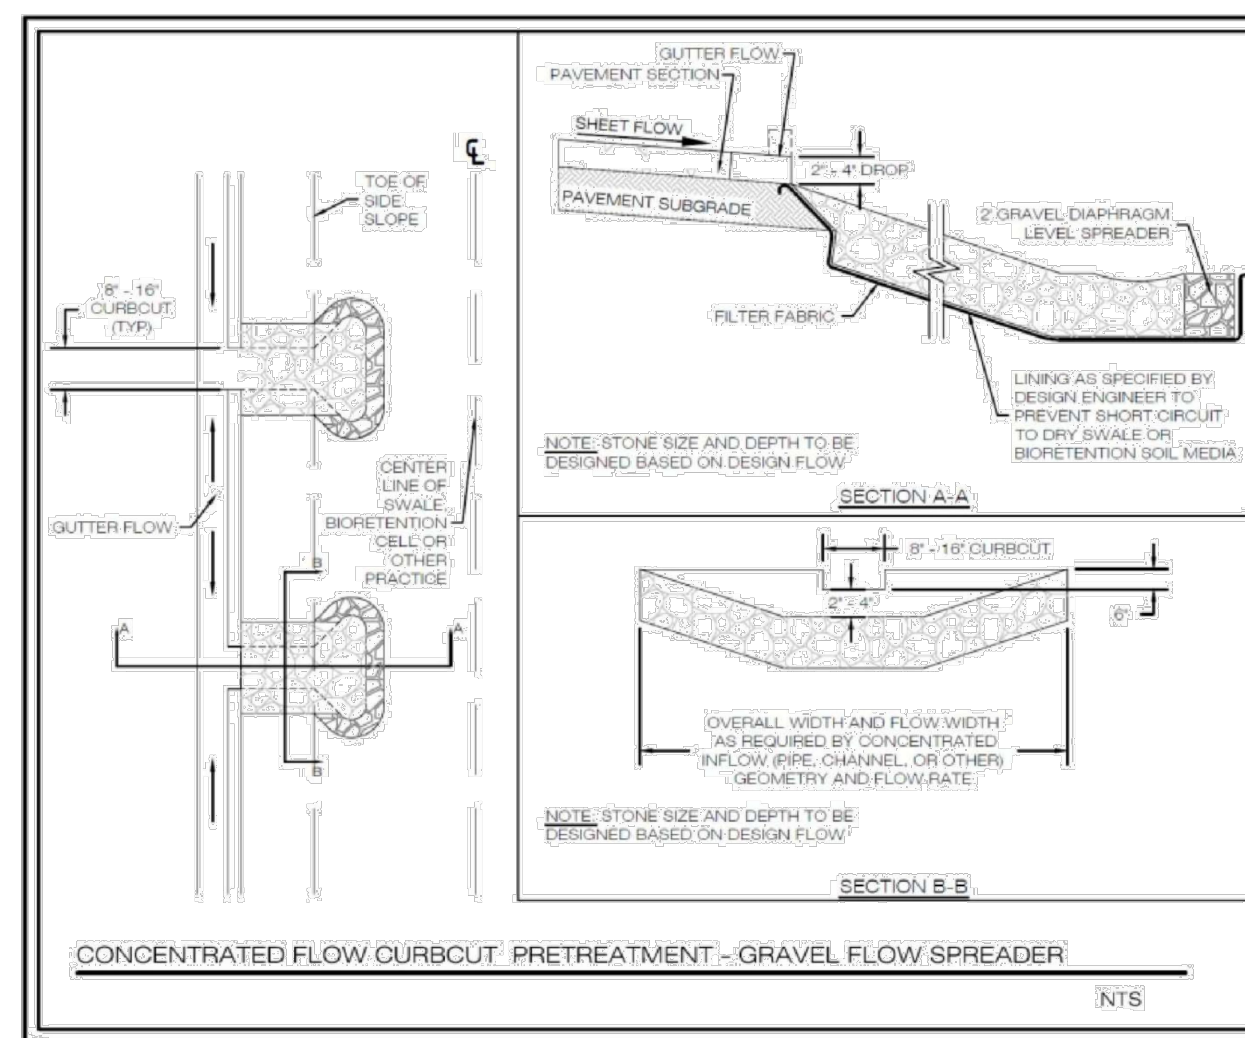 ℄
TOE OF
SIDE
SLOPE
8" - 16"
CURBCUT
(TYP)
CENTER
LINE OF
SWALE,
BIORETENTION
CELL OR
OTHER
PRACTICE
GUTTER FLOW
B
A
A
B
GUTTER FLOW
PAVEMENT SECTION
SHEET FLOW
2" - 4" DROP
PAVEMENT SUBGRADE
2' GRAVEL DIAPHRAGM
LEVEL SPREADER
FILTER FABRIC
LINING AS SPECIFIED BY
DESIGN ENGINEER TO
PREVENT SHORT CIRCUIT
TO DRY SWALE OR
BIORETENTION SOIL MEDIA
NOTE: STONE SIZE AND DEPTH TO BE
DESIGNED BASED ON DESIGN FLOW
SECTION A-A
8" - 16" CURBCUT
2" - 4"
6"
OVERALL WIDTH AND FLOW WIDTH
AS REQUIRED BY CONCENTRATED
INFLOW (PIPE, CHANNEL, OR OTHER)
GEOMETRY AND FLOW RATE
NOTE: STONE SIZE AND DEPTH TO BE
DESIGNED BASED ON DESIGN FLOW
SECTION B-B
CONCENTRATED FLOW CURBCUT PRETREATMENT - GRAVEL FLOW SPREADER
NTS